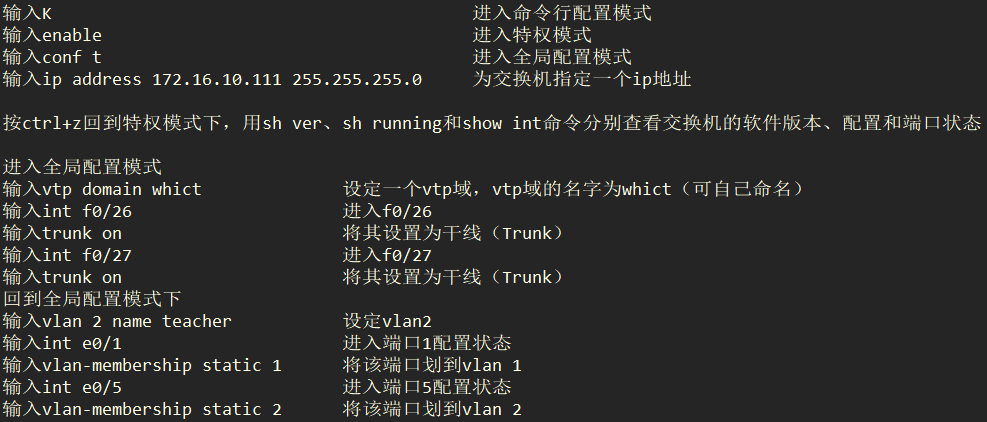 输入K 进入命令行配置模式
输入enable 进入特权模式
输入conf t 进入全局配置模式
输入ip address 172.16.10.111 255.255.255.0 为交换机指定一个ip地址
按ctrl+z回到特权模式下，用sh ver、sh running和show int命令分别查看交换机的软件版本、配置和端口状态
进入全局配置模式
输入vtp domain whict 设定一个vtp域，vtp域的名字为whict（可自己命名）
输入int f0/26 进入f0/26
输入trunk on 将其设置为干线（Trunk）
输入int f0/27 进入f0/27
输入trunk on 将其设置为干线（Trunk）
回到全局配置模式下
输入vlan 2 name teacher 设定vlan2
输入int e0/1 进入端口1配置状态
输入vlan-membership static 1 将该端口划到vlan 1
输入int e0/5 进入端口5配置状态
输入vlan-membership static 2 将该端口划到vlan 2